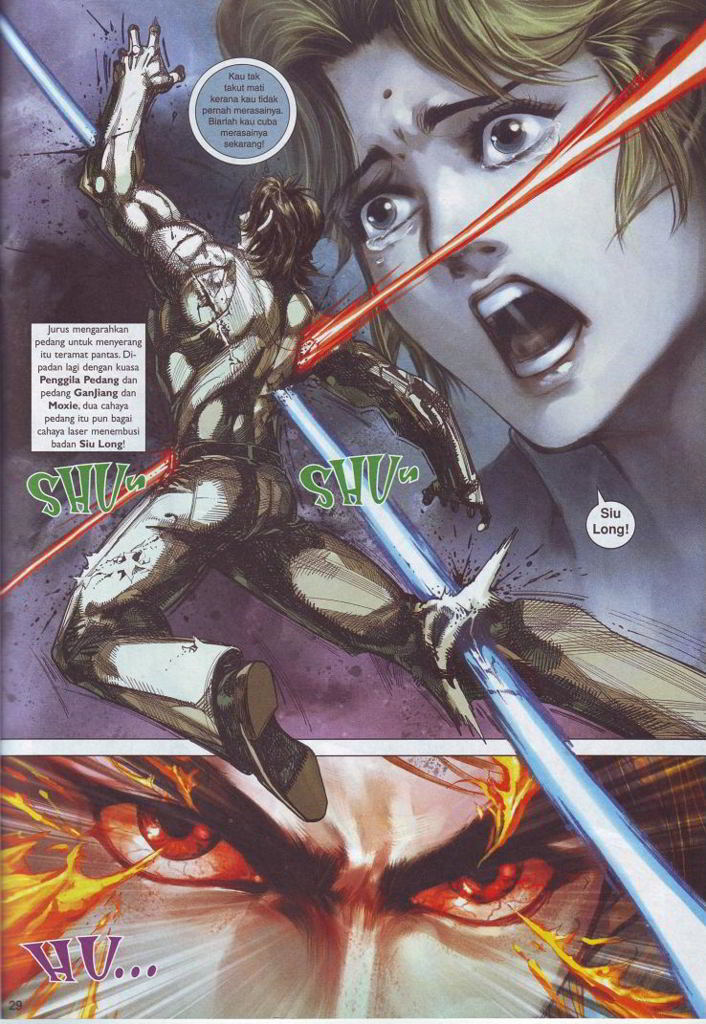 Kau tak
takut mati
kerana kau tidak
pernah merasainya.
Biarlah kau cuba
merasainya
sekarang!
Jurus mengarahkan
pedang untuk menyerang
itu teramat pantas. Di-
padan lagi dengan kuasa
Penggila Pedang dan
pedang GanJiang dan
Moxie, dua cahaya
pedang itu pun bagai
cahaya laser menembusi
badan Siu Long!
SHUu
SHUu
Siu
Long!
HU...
29